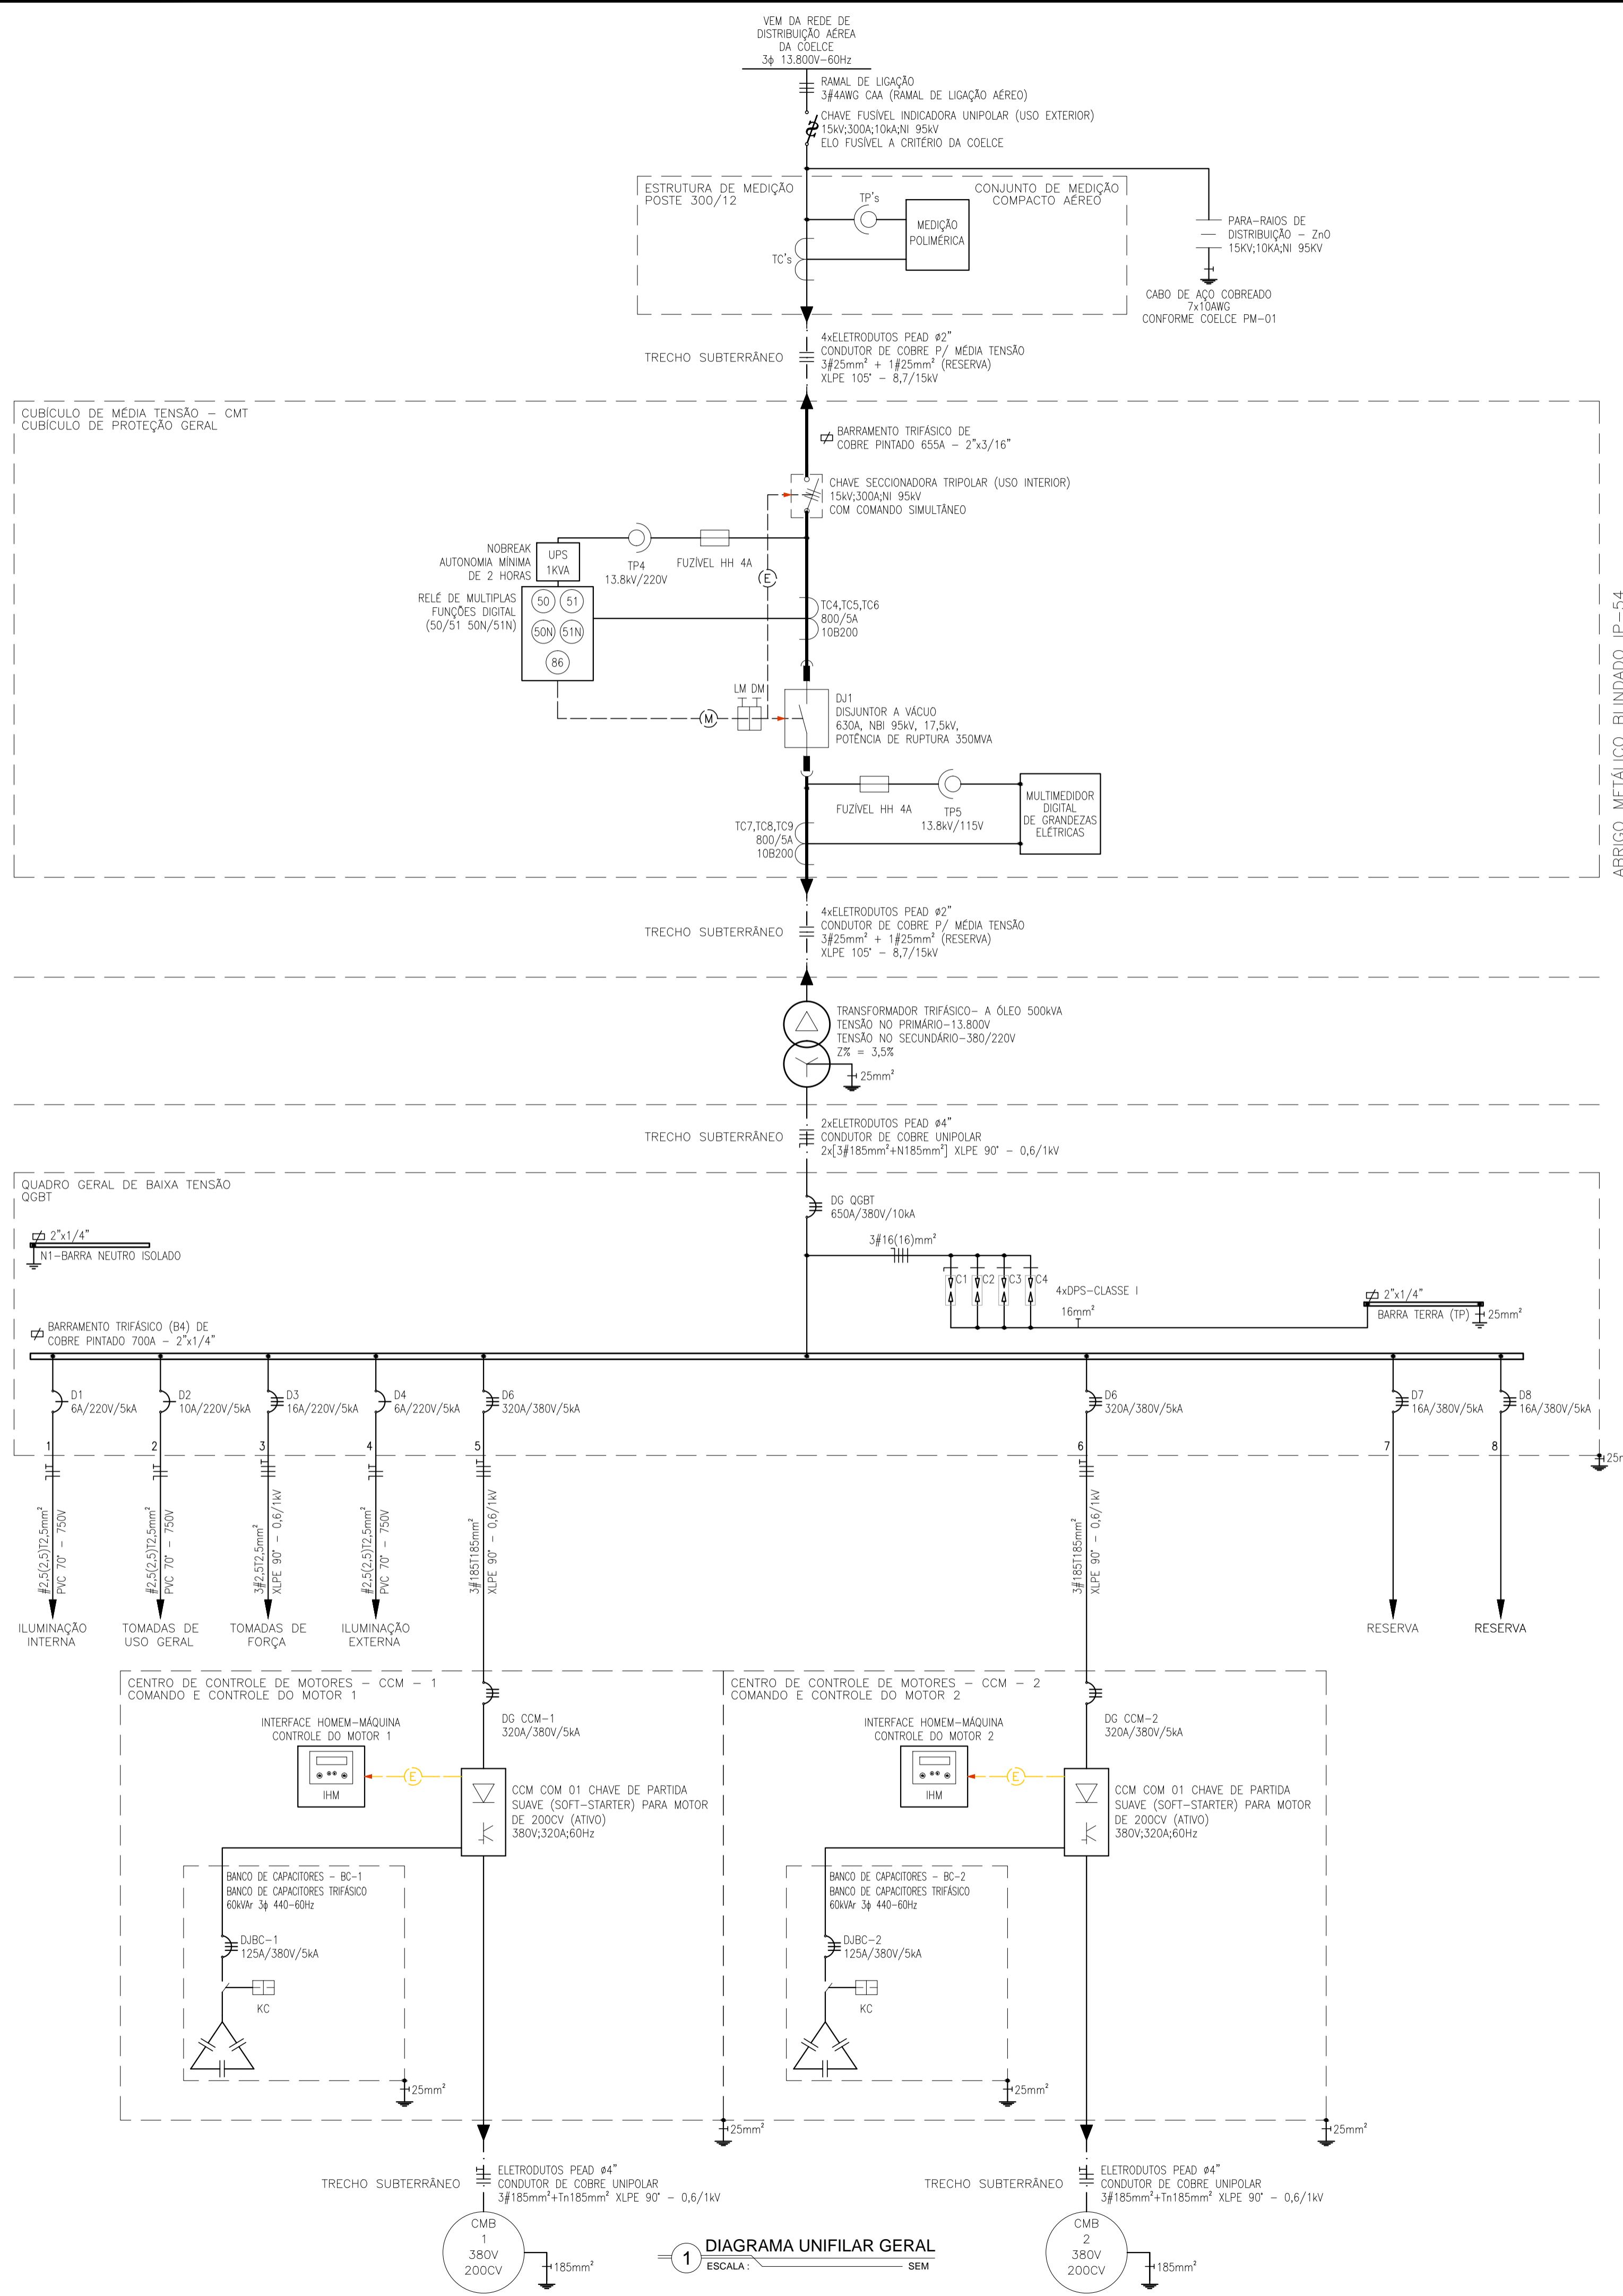 VEM DA REDE DE
DISTRIBUIÇÃO AÉREA
DA COELCE
3ϕ 13.800V-60Hz
RAMAL DE LIGAÇÃO
3#4AWG CAA (RAMAL DE LIGAÇÃO AÉREO)
CHAVE FUSÍVEL INDICADORA UNIPOLAR (USO EXTERIOR)
15kV;300A;10kA;NI 95kV
ELO FUSÍVEL A CRITÉRIO DA COELCE
ESTRUTURA DE MEDIÇÃO
POSTE 300/12
CONJUNTO DE MEDIÇÃO
COMPACTO AÉREO
TP's
MEDIÇÃO
POLIMÉRICA
TC's
PARA-RAIOS DE
DISTRIBUIÇÃO - ZnO
15KV;10KA;NI 95KV
CABO DE AÇO COBREADO
7x10AWG
CONFORME COELCE PM-01
TRECHO SUBTERRÂNEO
4xELETRODUTOS PEAD ø2"
CONDUTOR DE COBRE P/ MÉDIA TENSÃO
3#25mm² + 1#25mm² (RESERVA)
XLPE 105° - 8,7/15kV
CUBÍCULO DE MÉDIA TENSÃO - CMT
CUBÍCULO DE PROTEÇÃO GERAL
BARRAMENTO TRIFÁSICO DE
COBRE PINTADO 655A - 2"x3/16"
CHAVE SECCIONADORA TRIPOLAR (USO INTERIOR)
15kV;300A;NI 95kV
COM COMANDO SIMULTÂNEO
NOBREAK
AUTONOMIA MÍNIMA
DE 2 HORAS
UPS
1KVA
TP4
13.8kV/220V
FUZÍVEL HH 4A
E
RELÉ DE MULTIPLAS
FUNÇÕES DIGITAL
(50/51 50N/51N)
50 51
50N 51N
86
TC4,TC5,TC6
800/5A
10B200
LM DM
M
DJ1
DISJUNTOR A VÁCUO
630A, NBI 95kV, 17,5kV,
POTÊNCIA DE RUPTURA 350MVA
FUZÍVEL HH 4A
TP5
13.8kV/115V
MULTIMEDIDOR
DIGITAL
DE GRANDEZAS
ELÉTRICAS
TC7,TC8,TC9
800/5A
10B200
ABRIGO METÁLICO BLINDADO IP-54
TRECHO SUBTERRÂNEO
4xELETRODUTOS PEAD ø2"
CONDUTOR DE COBRE P/ MÉDIA TENSÃO
3#25mm² + 1#25mm² (RESERVA)
XLPE 105° - 8,7/15kV
TRANSFORMADOR TRIFÁSICO- A ÓLEO 500kVA
TENSÃO NO PRIMÁRIO-13.800V
TENSÃO NO SECUNDÁRIO-380/220V
Z% = 3,5%
25mm²
TRECHO SUBTERRÂNEO
2xELETRODUTOS PEAD ø4"
CONDUTOR DE COBRE UNIPOLAR
2x[3#185mm²+N185mm²] XLPE 90° - 0,6/1kV
QUADRO GERAL DE BAIXA TENSÃO
QGBT
DG QGBT
650A/380V/10kA
2"x1/4"
N1-BARRA NEUTRO ISOLADO
3#16(16)mm²
C1 C2 C3 C4
4xDPS-CLASSE I
16mm²
2"x1/4"
BARRA TERRA (TP)
25mm²
BARRAMENTO TRIFÁSICO (B4) DE
COBRE PINTADO 700A - 2"x1/4"
D1
6A/220V/5kA
D2
10A/220V/5kA
D3
16A/220V/5kA
D4
6A/220V/5kA
D6
320A/380V/5kA
D6
320A/380V/5kA
D7
16A/380V/5kA
D8
16A/380V/5kA
1 2 3 4 5 6 7 8
#2,5(2,5)T2,5mm²
PVC 70° - 750V
#2,5(2,5)T2,5mm²
PVC 70° - 750V
3#2,5T2,5mm²
XLPE 90° - 0,6/1kV
#2,5(2,5)T2,5mm²
PVC 70° - 750V
3#185T185mm²
XLPE 90° - 0,6/1kV
3#185T185mm²
XLPE 90° - 0,6/1kV
ILUMINAÇÃO
INTERNA
TOMADAS DE
USO GERAL
TOMADAS DE
FORÇA
ILUMINAÇÃO
EXTERNA
RESERVA
RESERVA
CENTRO DE CONTROLE DE MOTORES - CCM - 1
COMANDO E CONTROLE DO MOTOR 1
INTERFACE HOMEM-MÁQUINA
CONTROLE DO MOTOR 1
IHM
E
DG CCM-1
320A/380V/5kA
CCM COM 01 CHAVE DE PARTIDA
SUAVE (SOFT-STARTER) PARA MOTOR
DE 200CV (ATIVO)
380V;320A;60Hz
BANCO DE CAPACITORES - BC-1
BANCO DE CAPACITORES TRIFÁSICO
60kVAr 3ϕ 440-60Hz
DJBC-1
125A/380V/5kA
KC
25mm²
25mm²
CENTRO DE CONTROLE DE MOTORES - CCM - 2
COMANDO E CONTROLE DO MOTOR 2
INTERFACE HOMEM-MÁQUINA
CONTROLE DO MOTOR 2
IHM
E
DG CCM-2
320A/380V/5kA
CCM COM 01 CHAVE DE PARTIDA
SUAVE (SOFT-STARTER) PARA MOTOR
DE 200CV (ATIVO)
380V;320A;60Hz
BANCO DE CAPACITORES - BC-2
BANCO DE CAPACITORES TRIFÁSICO
60kVAr 3ϕ 440-60Hz
DJBC-2
125A/380V/5kA
KC
25mm²
25mm²
TRECHO SUBTERRÂNEO
ELETRODUTOS PEAD ø4"
CONDUTOR DE COBRE UNIPOLAR
3#185mm²+Tn185mm² XLPE 90° - 0,6/1kV
CMB
1
380V
200CV
185mm²
TRECHO SUBTERRÂNEO
ELETRODUTOS PEAD ø4"
CONDUTOR DE COBRE UNIPOLAR
3#185mm²+Tn185mm² XLPE 90° - 0,6/1kV
CMB
2
380V
200CV
185mm²
1 DIAGRAMA UNIFILAR GERAL
ESCALA : SEM